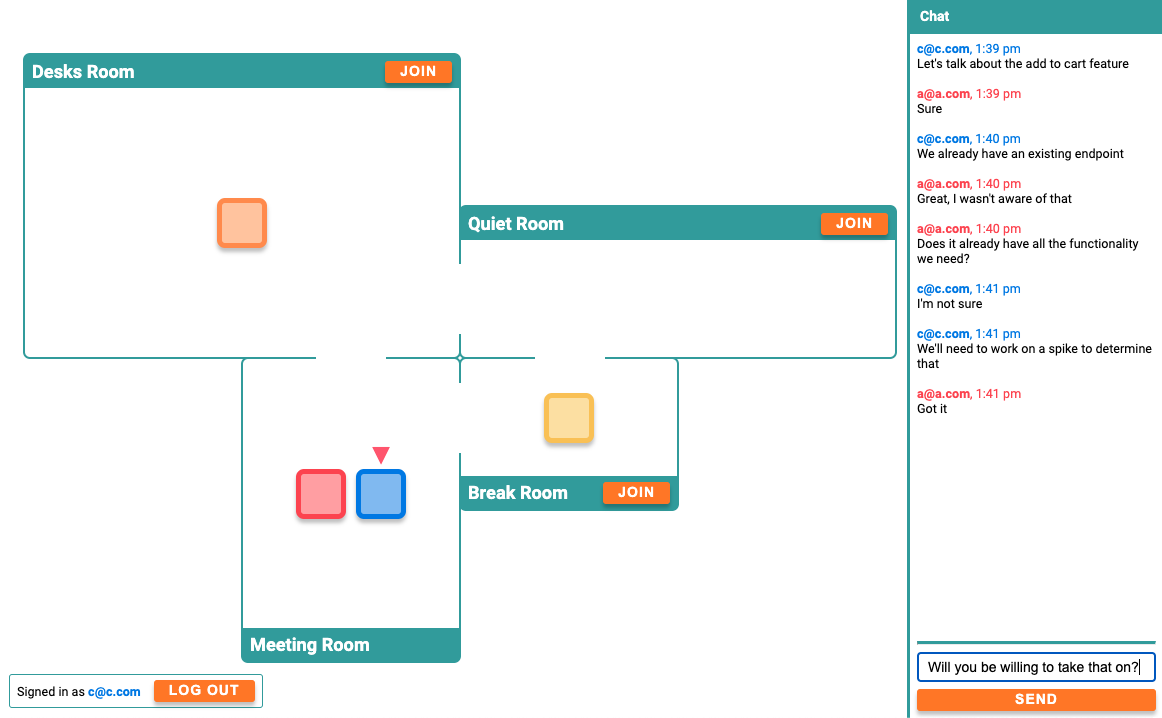 Desks Room
JOIN
Quiet Room
JOIN
Break Room
JOIN
Meeting Room
Signed in as c@c.com
LOG OUT
Chat
c@c.com, 1:39 pm
Let's talk about the add to cart feature
a@a.com, 1:39 pm
Sure
c@c.com, 1:40 pm
We already have an existing endpoint
a@a.com, 1:40 pm
Great, I wasn't aware of that
a@a.com, 1:40 pm
Does it already have all the functionality
we need?
c@c.com, 1:41 pm
I'm not sure
c@c.com, 1:41 pm
We'll need to work on a spike to determine
that
a@a.com, 1:41 pm
Got it
Will you be willing to take that on?
SEND